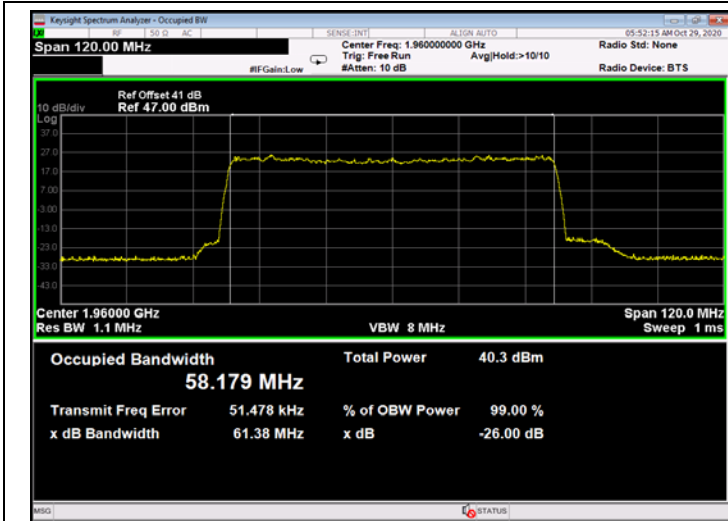 Keysight Spectrum Analyzer - Occupied BW
LXI RF 50 Ω AC SENSE:INT ALIGN AUTO 05:52:15 AM Oct 29, 2020
Span 120.00 MHz Center Freq: 1.960000000 GHz Radio Std: None
Trig: Free Run Avg|Hold:>10/10
#IFGain:Low #Atten: 10 dB Radio Device: BTS
Ref Offset 41 dB
10 dB/div Ref 47.00 dBm
Log
37.0
27.0
17.0
7.00
-3.00
-13.0
-23.0
-33.0
-43.0
Center 1.96000 GHz Span 120.0 MHz
Res BW 1.1 MHz VBW 8 MHz Sweep 1 ms
Occupied Bandwidth Total Power 40.3 dBm
58.179 MHz
Transmit Freq Error 51.478 kHz % of OBW Power 99.00 %
x dB Bandwidth 61.38 MHz x dB -26.00 dB
MSG STATUS